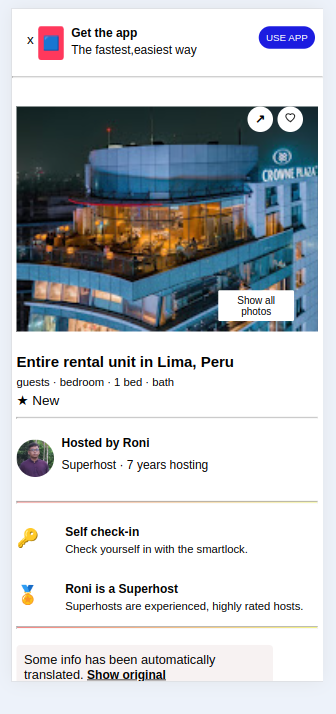 x
Get the app
The fastest,easiest way
USE APP
CROWNE PLAZA
Show all
photos
Entire rental unit in Lima, Peru
guests · bedroom · 1 bed · bath
★ New
Hosted by Roni
Superhost · 7 years hosting
Self check-in
Check yourself in with the smartlock.
Roni is a Superhost
Superhosts are experienced, highly rated hosts.
Some info has been automatically
translated. Show original